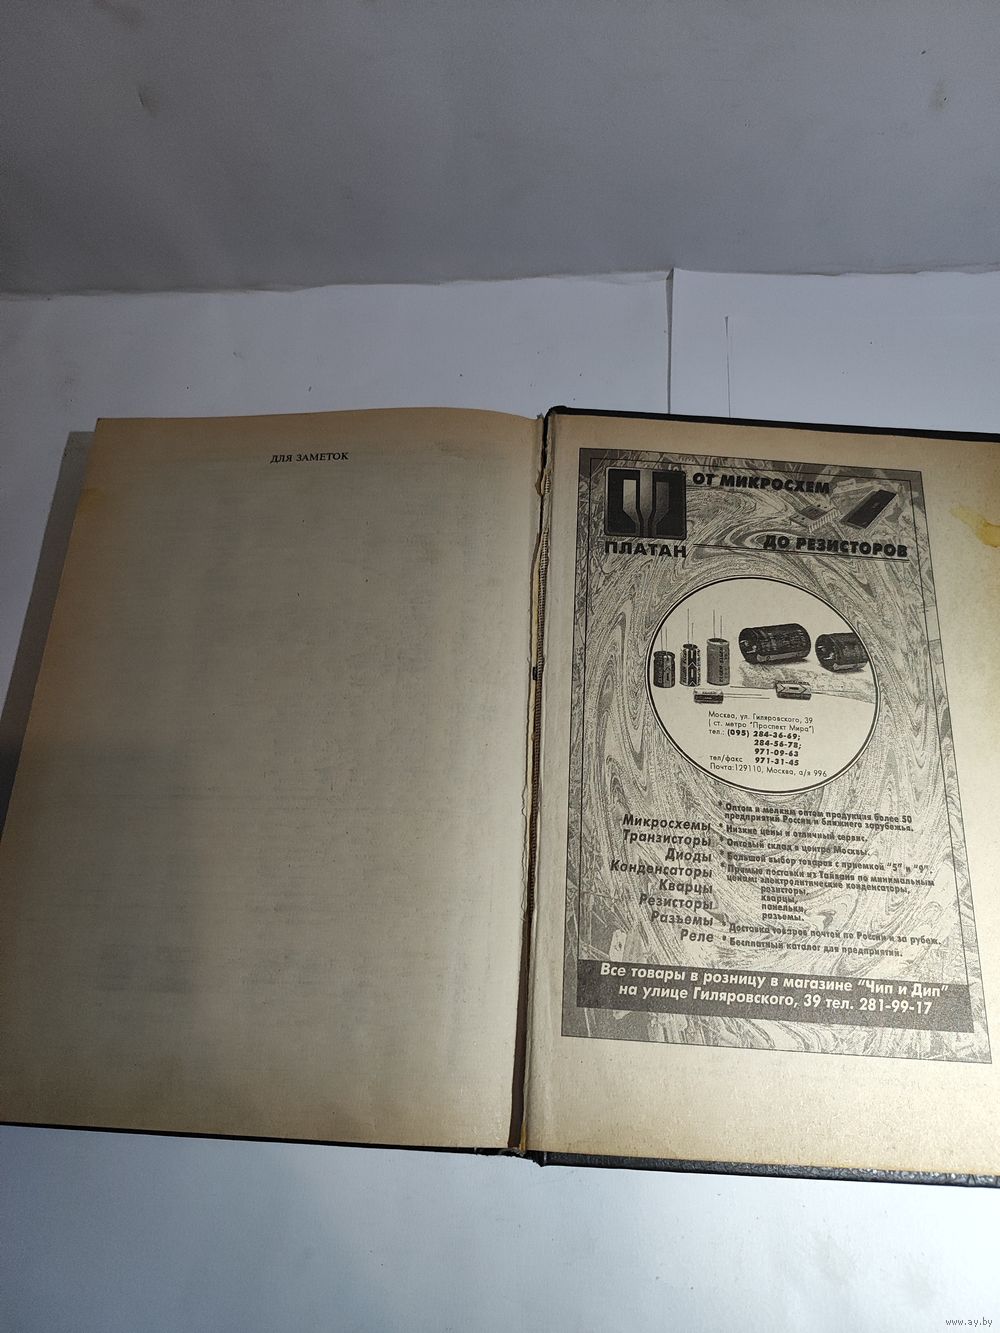 ДЛЯ ЗАМЕТОК
ОТ МИКРОСХЕМ
ПЛАТАН
ДО РЕЗИСТОРОВ
Москва, ул. Гиляровского, 39
( ст. метро "Проспект Мира")
тел.: (095) 284-36-69;
284-56-78;
971-09-63
тел/факс 971-31-45
Почта:129110, Москва, а/я 996
Микросхемы
Транзисторы
Диоды
Конденсаторы
Кварцы
Резисторы
Разъемы
Реле
* Оптом и мелким оптом продукция более 50
предприятий России и ближнего зарубежья.
* Низкие цены и отличный сервис.
* Оптовый склад в центре Москвы.
* Большой выбор товаров с приемкой "5" и "9".
* Прямые поставки из Тайваня по минимальным
ценам: электролитические конденсаторы,
резисторы,
кварцы,
панельки,
разъемы.
* Доставка товаров почтой по России и за рубеж.
* Бесплатный каталог для предприятий.
Все товары в розницу в магазине "Чип и Дип"
на улице Гиляровского, 39 тел. 281-99-17
www.ay.by